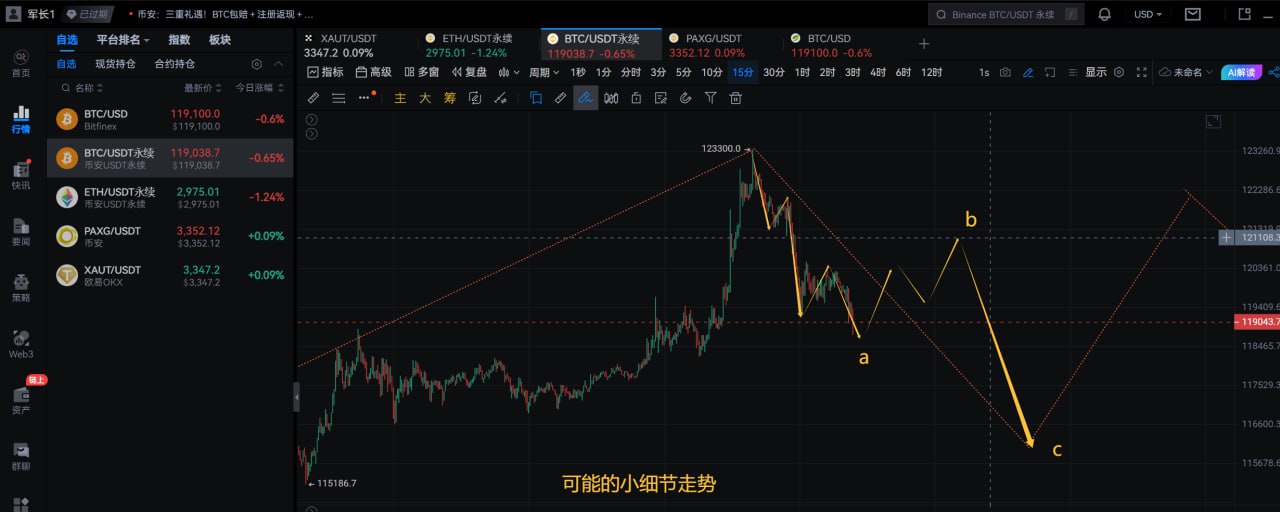 军长1 已过期 • 币安：三重礼遇！BTC包赔＋注册返现＋... Binance BTC/USDT 永续 / USD
自选 平台排名 指数 板块
自选 现货持仓 合约持仓
名称 最新价 今日涨幅
BTC/USD 119,100.0 -0.6%
Bitfinex $119,100.0
BTC/USDT永续 119,038.7 -0.65%
币安USDT永续 $119,038.7
ETH/USDT永续 2,975.01 -1.24%
币安USDT永续 $2,975.01
PAXG/USDT 3,352.12 +0.09%
币安 $3,352.12
XAUT/USDT 3,347.2 +0.09%
欧易OKX $3,347.2
首页
行情
快讯
要闻
策略
Web3
链上
资产
群聊
XAUT/USDT ETH/USDT永续 BTC/USDT永续 PAXG/USDT BTC/USD
3347.2 0.09% 2975.01 -1.24% 119038.7 -0.65% 3352.12 0.09% 119100.0 -0.6%
指标 高级 多窗 复盘 周期 1秒 1分 分时 3分 5分 10分 15分 30分 1时 2时 3时 4时 6时 12时 1s 显示 未命名 AI解读
主 大 筹
123300.0
115186.7
a
b
c
可能的小细节走势
123260.9
122286.6
121319.9
121108.3
120361.0
119409.6
119043.7
118465.7
117529.3
116600.3
115678.6